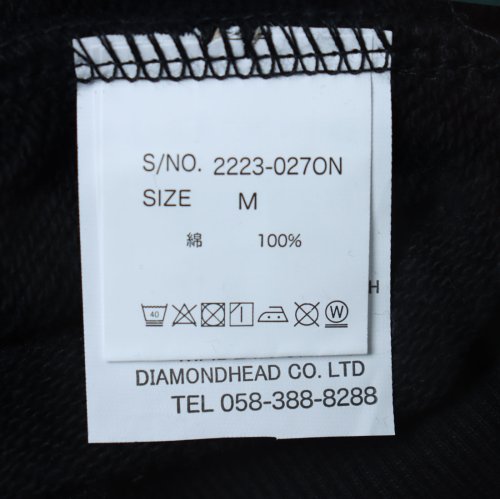 S/NO. 2223-027ON
SIZE M
綿 100%
H
40
W
DIAMONDHEAD CO. LTD
TEL 058-388-8288